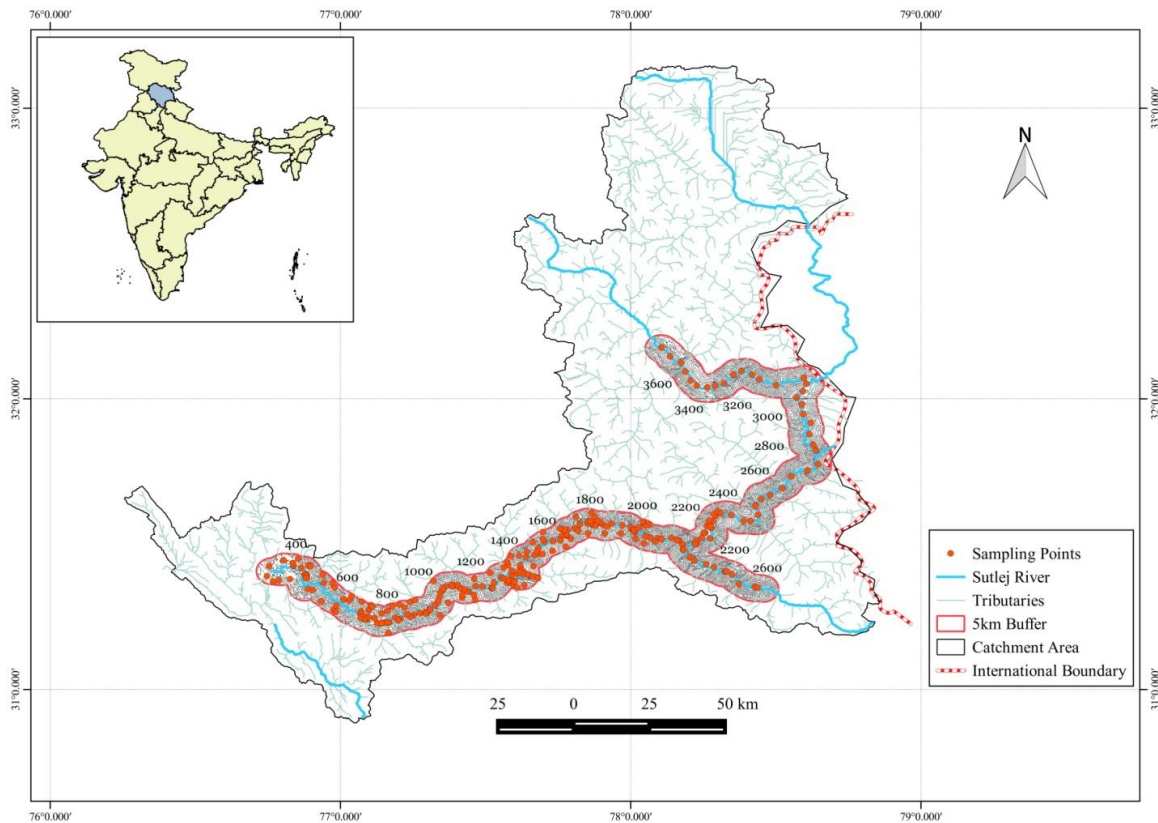 76°0.000' 77°0.000' 78°0.000' 79°0.000'
33°0.000' 33°0.000'
N
3600
3400
3200
32°0.000' 32°0.000'
3000
2800
2600
2400
2200
2000
1800
1600
1400
2200
400
1200
1000
2600
600
800
Sampling Points
Sutlej River
Tributaries
5km Buffer
Catchment Area
International Boundary
31°0.000' 31°0.000'
25 0 25 50 km
76°0.000' 77°0.000' 78°0.000' 79°0.000'